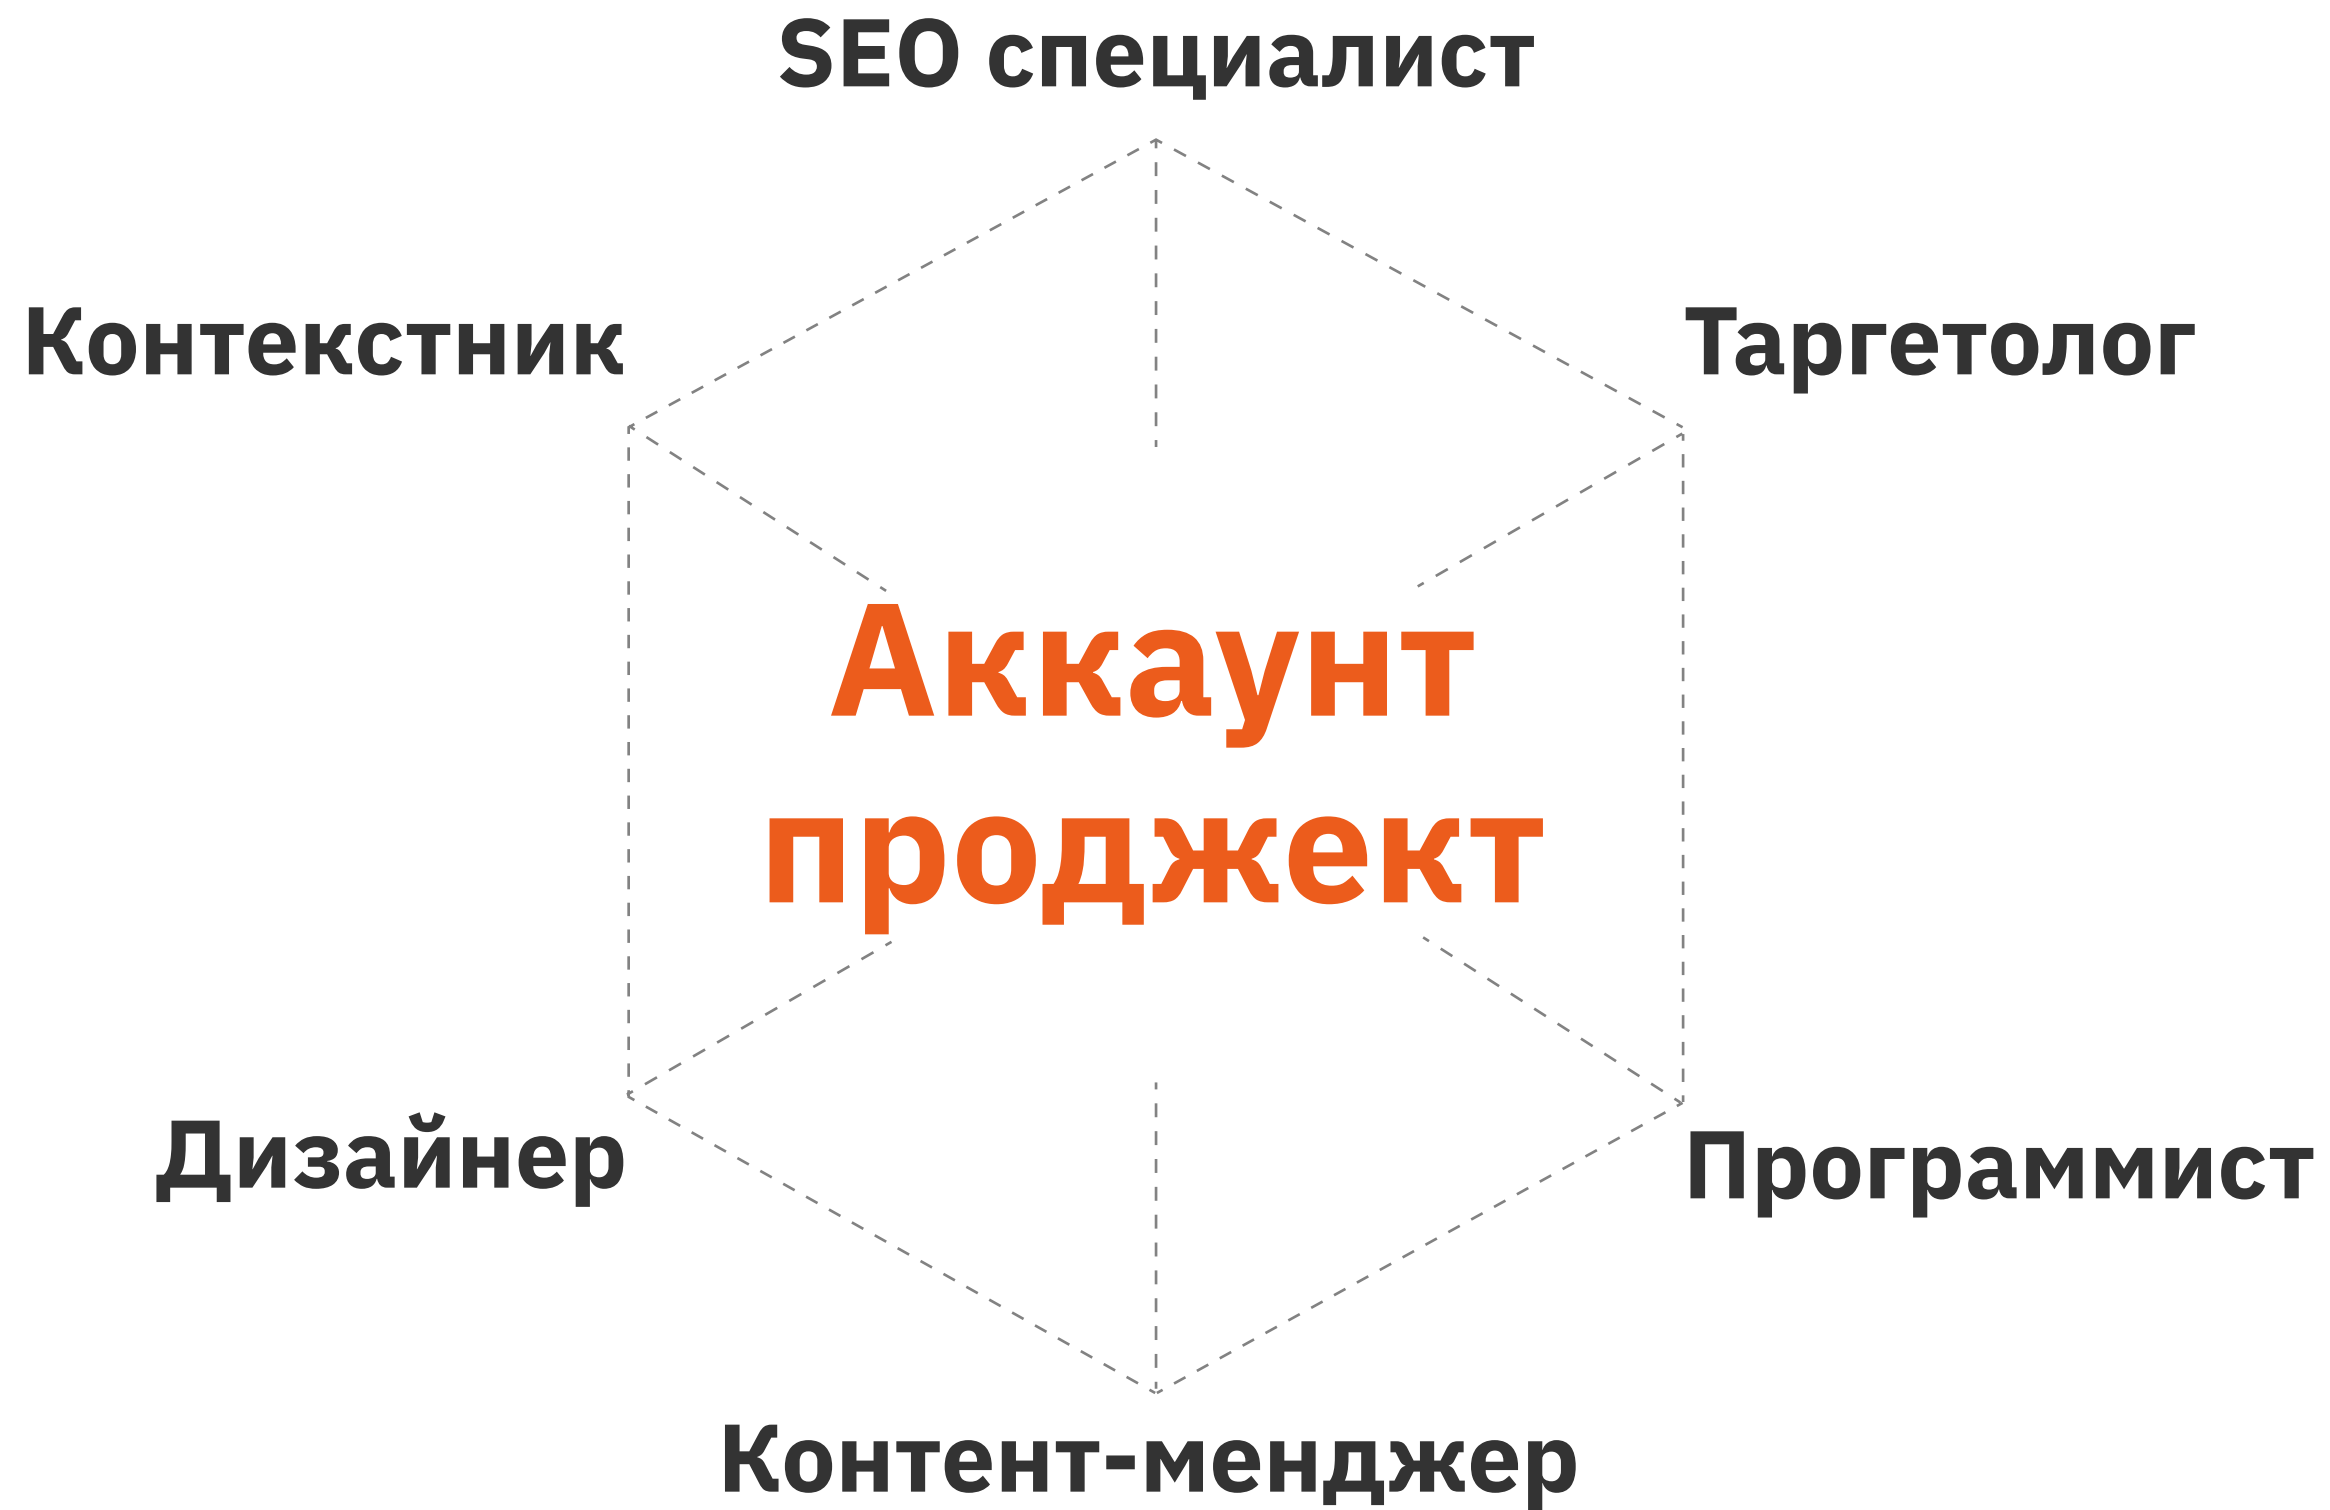 SEO специалист
Контекстник
Таргетолог
Аккаунт
проджект
Дизайнер
Программист
Контент-менджер